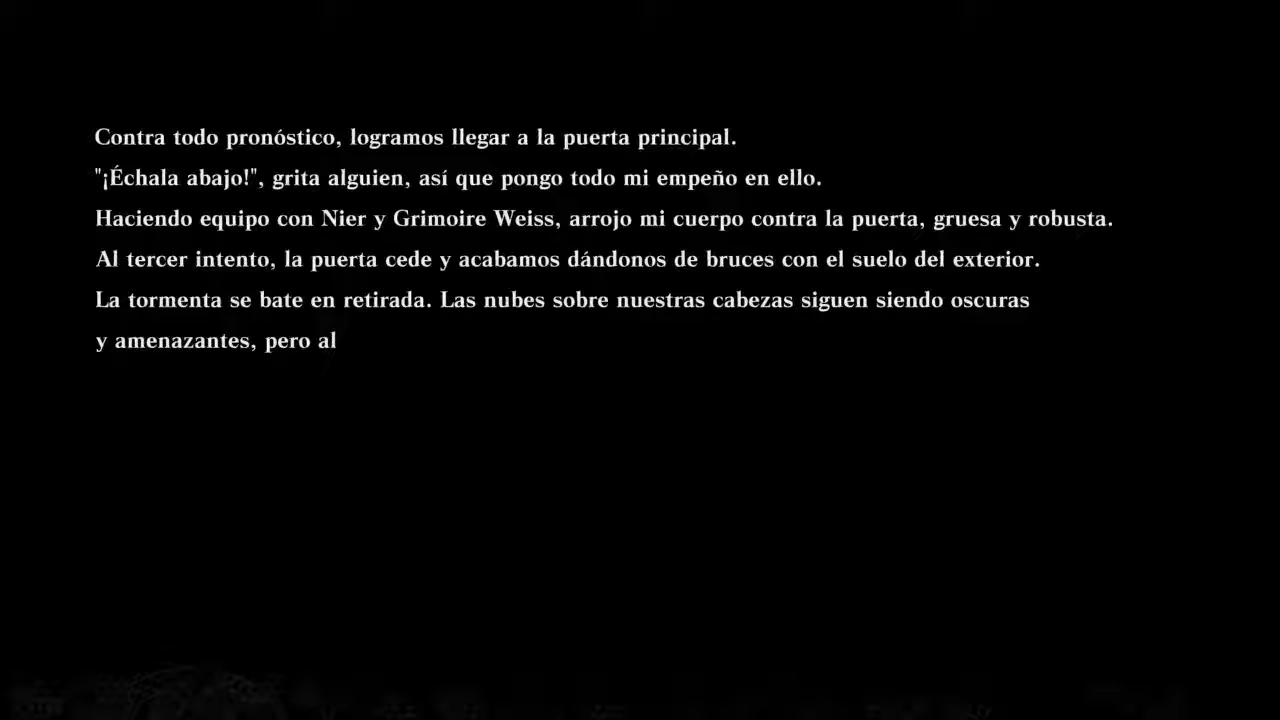 Contra todo pronóstico, logramos llegar a la puerta principal.
"¡Échala abajo!", grita alguien, así que pongo todo mi empeño en ello.
Haciendo equipo con Nier y Grimoire Weiss, arrojo mi cuerpo contra la puerta, gruesa y robusta.
Al tercer intento, la puerta cede y acabamos dándonos de bruces con el suelo del exterior.
La tormenta se bate en retirada. Las nubes sobre nuestras cabezas siguen siendo oscuras
y amenazantes, pero al